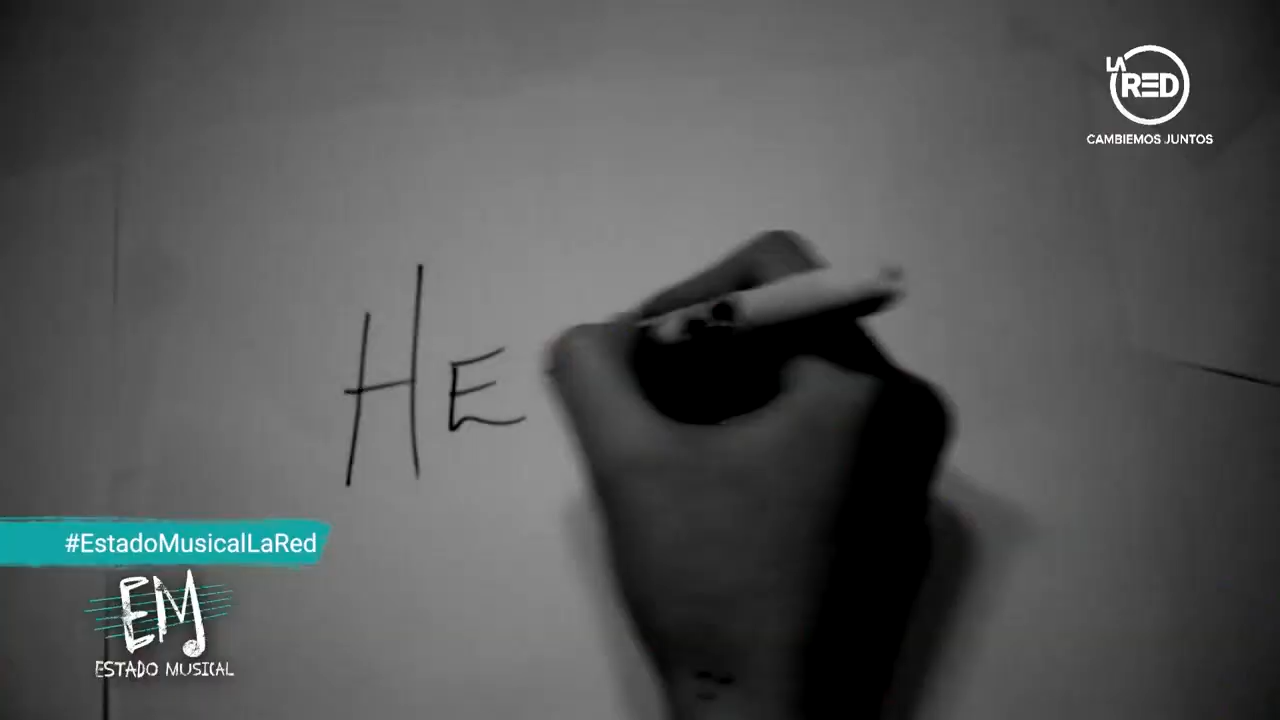 LA
RED
CAMBIEMOS JUNTOS
HE
#EstadoMusicalLaRed
EM
ESTADO MUSICAL